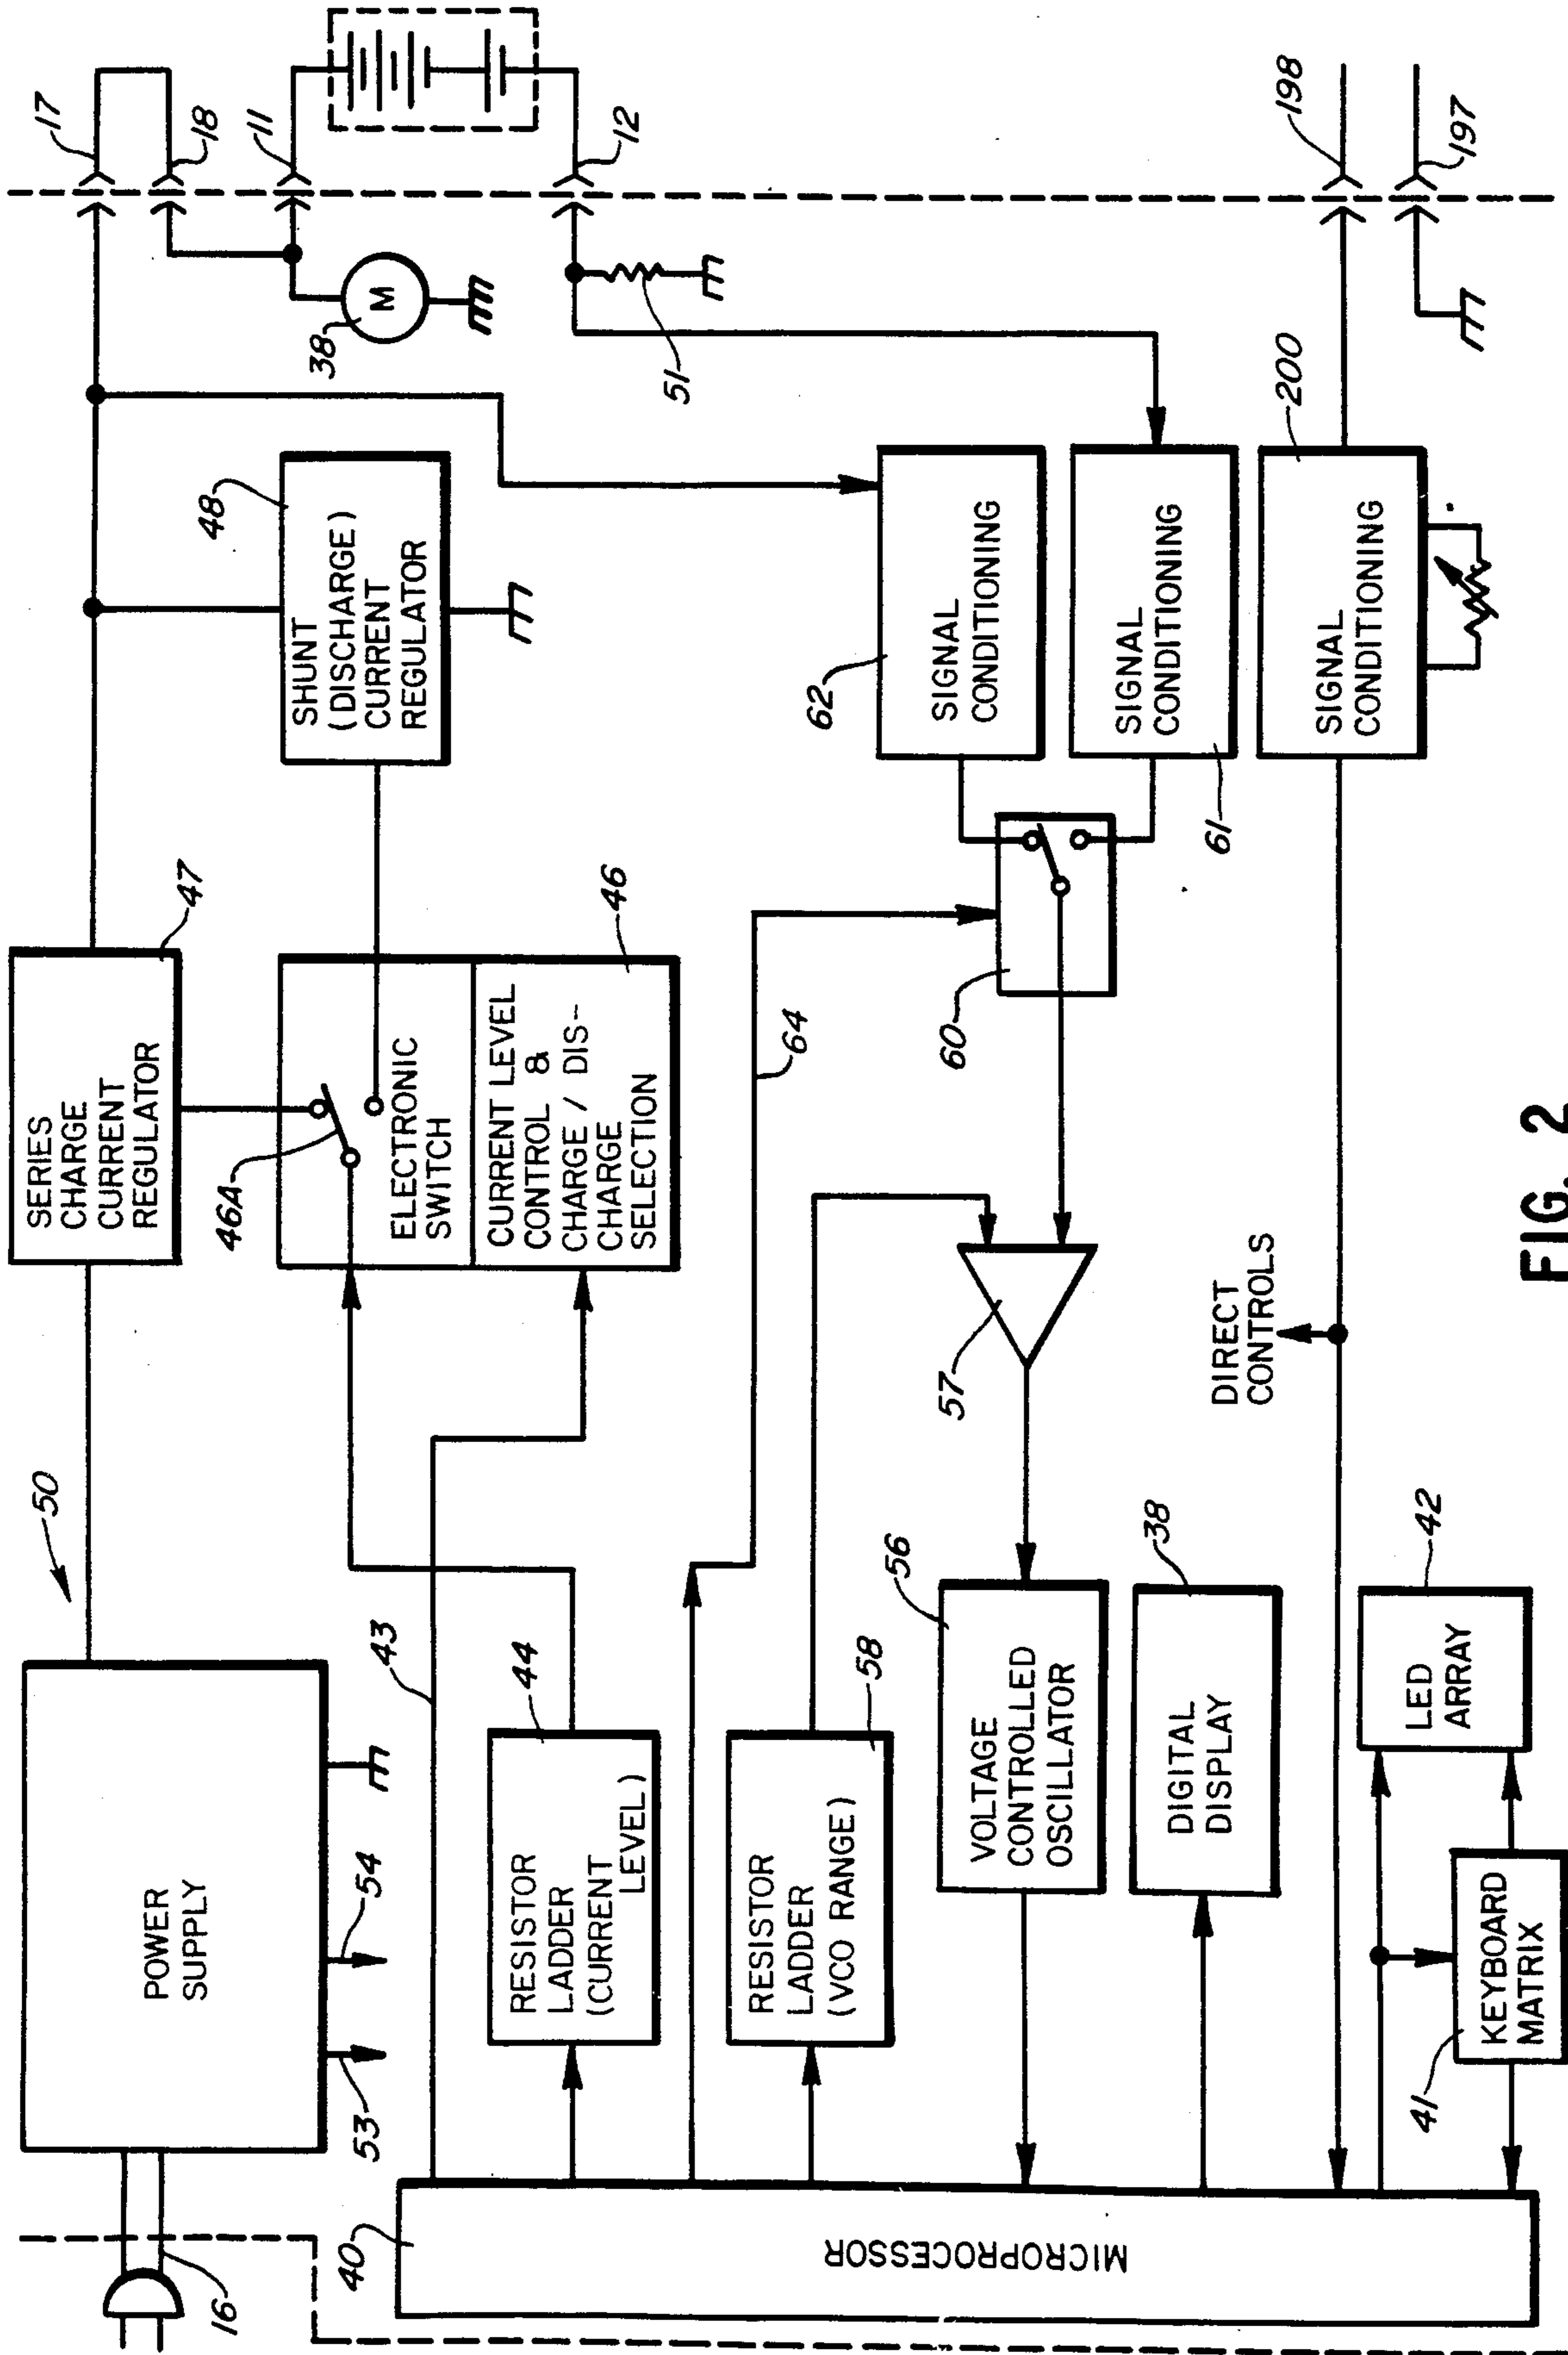 50
17
18
11
12
POWER
SUPPLY
16
53
54
SERIES
CHARGE
CURRENT
REGULATOR
47
48
SHUNT
(DISCHARGE)
CURRENT
REGULATOR
M
38
51
46A
ELECTRONIC
SWITCH
46
CURRENT LEVEL
CONTROL &
CHARGE / DIS-
CHARGE
SELECTION
40
MICROPROCESSOR
43
44
RESISTOR
LADDER
(CURRENT
LEVEL)
64
58
RESISTOR
LADDER
(VCO RANGE)
60
62
SIGNAL
CONDITIONING
61
SIGNAL
CONDITIONING
57
56
VOLTAGE
CONTROLLED
OSCILLATOR
38
DIGITAL
DISPLAY
DIRECT
CONTROLS
200
SIGNAL
CONDITIONING
198
197
42
LED
ARRAY
41
KEYBOARD
MATRIX
FIG. 2